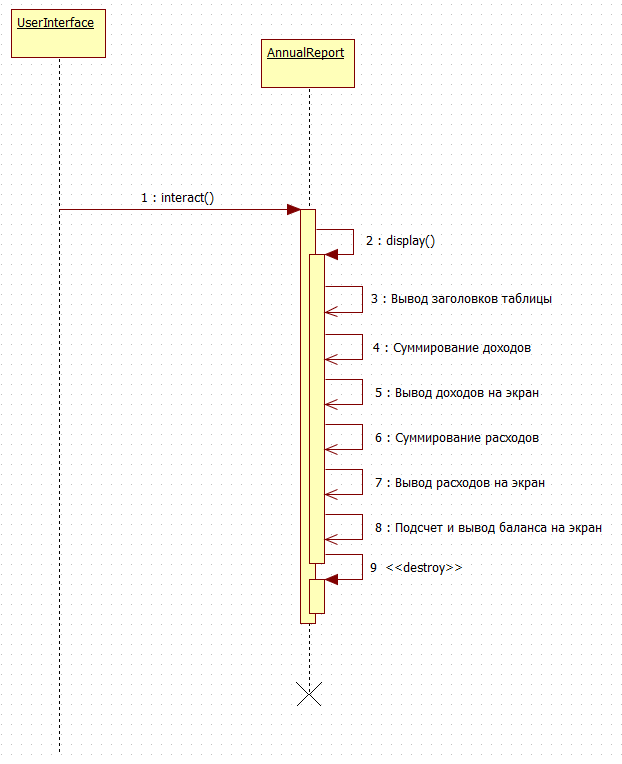 UserInterface
AnnualReport
1 : interact()
2 : display()
3 : Вывод заголовков таблицы
4 : Суммирование доходов
5 : Вывод доходов на экран
6 : Суммирование расходов
7 : Вывод расходов на экран
8 : Подсчет и вывод баланса на экран
9 <<destroy>>